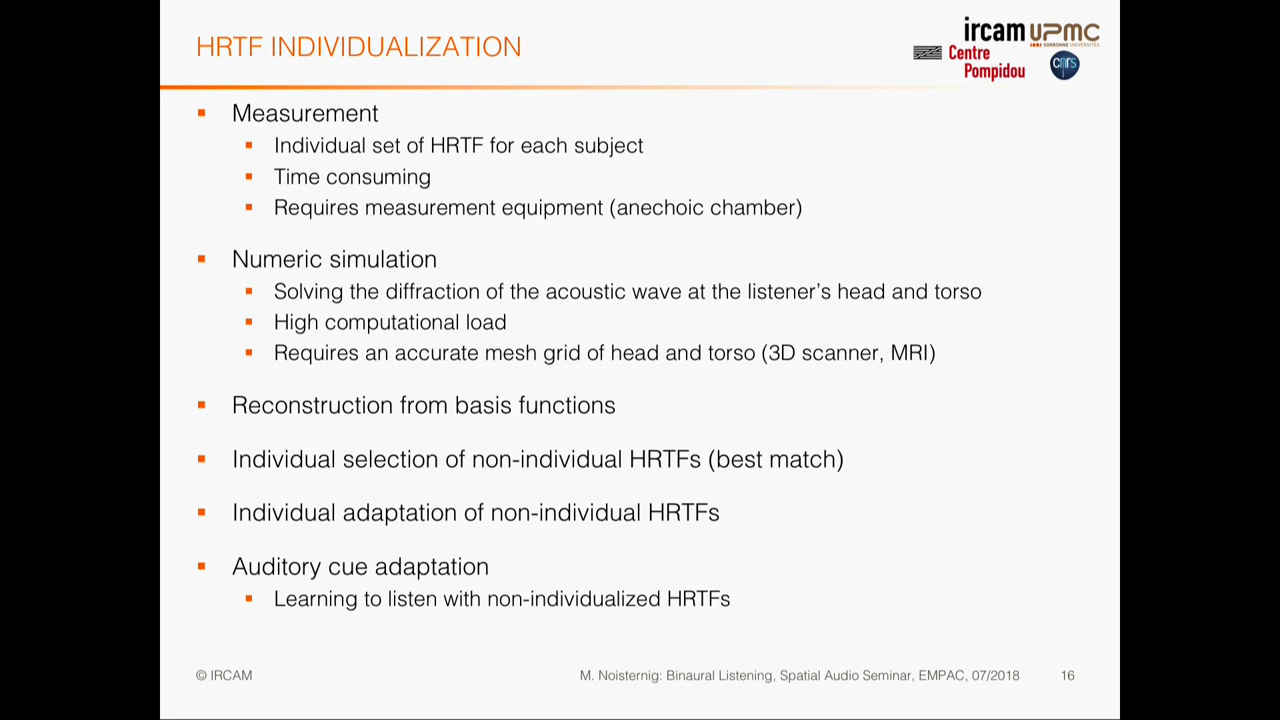 HRTF INDIVIDUALIZATION
ircam UPMC
SORBONNE UNIVERSITÉS
Centre
Pompidou
cnrs
Measurement
Individual set of HRTF for each subject
Time consuming
Requires measurement equipment (anechoic chamber)
Numeric simulation
Solving the diffraction of the acoustic wave at the listener’s head and torso
High computational load
Requires an accurate mesh grid of head and torso (3D scanner, MRI)
Reconstruction from basis functions
Individual selection of non-individual HRTFs (best match)
Individual adaptation of non-individual HRTFs
Auditory cue adaptation
Learning to listen with non-individualized HRTFs
© IRCAM
M. Noisternig: Binaural Listening, Spatial Audio Seminar, EMPAC, 07/2018
16